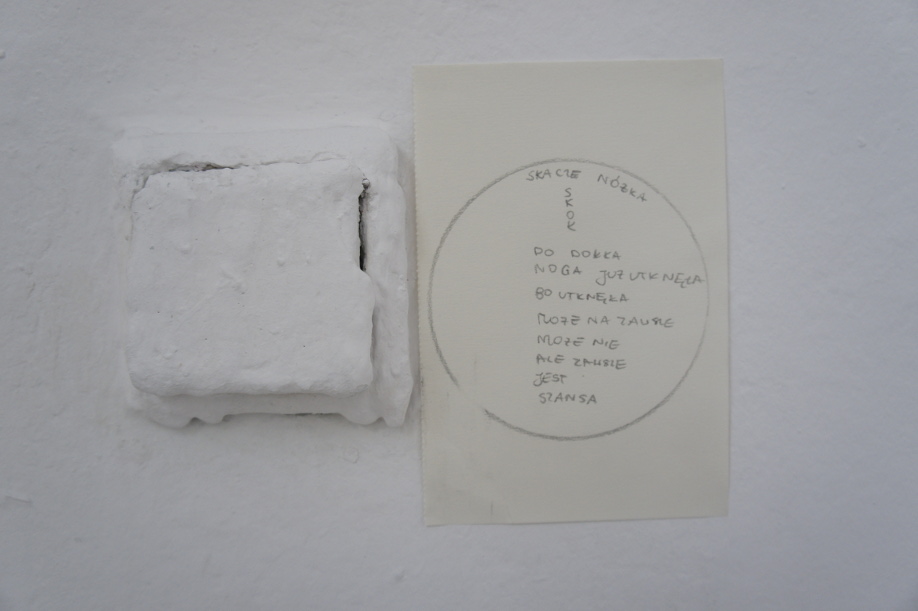 SKACZE NÓŻKA
S
K
O
K
DO DOŁKA
NOGA JUŻ UTKNĘŁA
BO UTKNĘŁA
MOŻE NA ZAWSZE
MOŻE NIE
ALE ZAWSZE
JEST
SZANSA